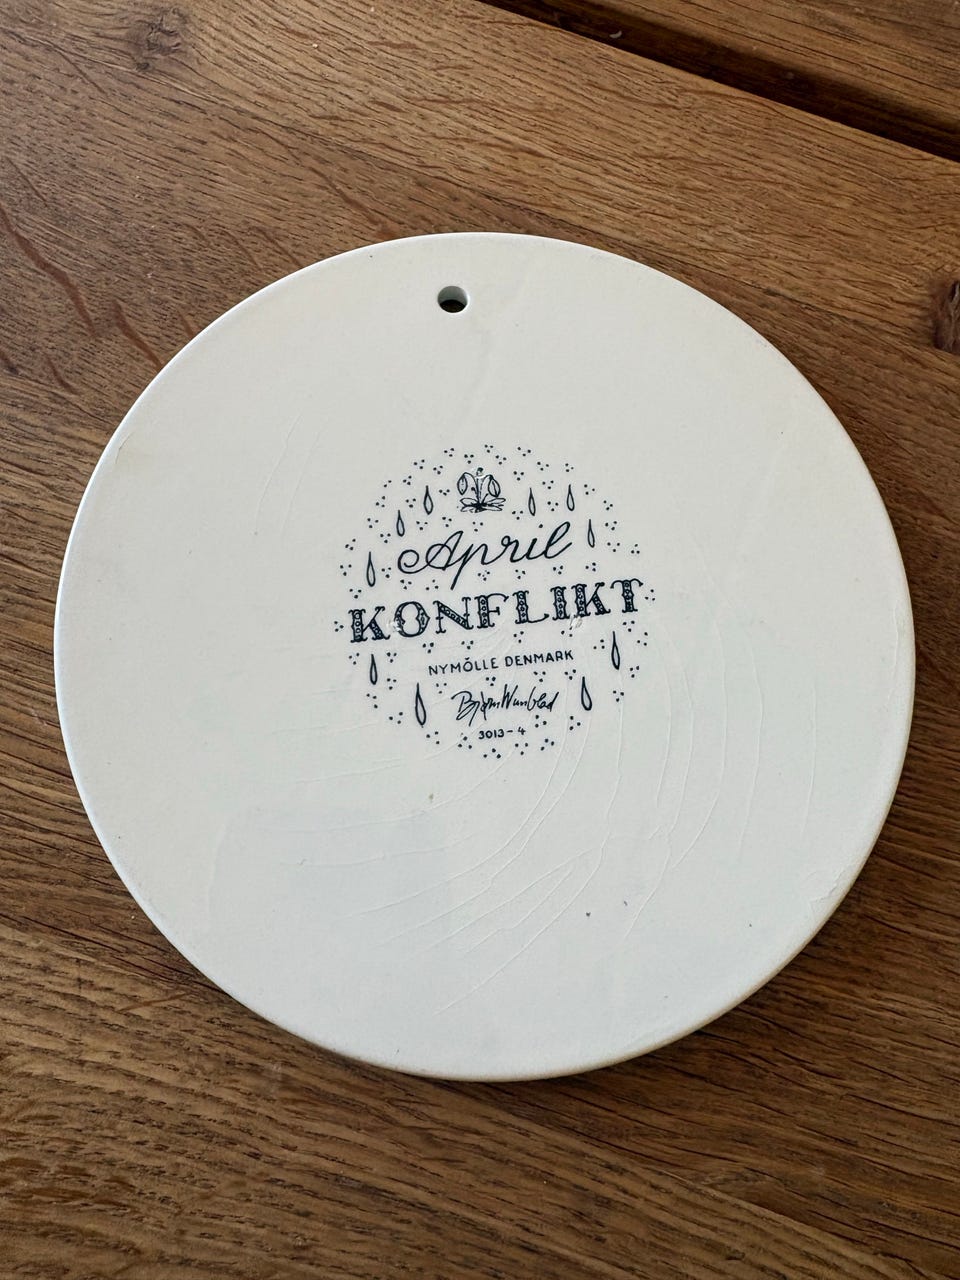 April
KONFLIKT
NYMÖLLE DENMARK
Bjørn Wiinblad
3013-4